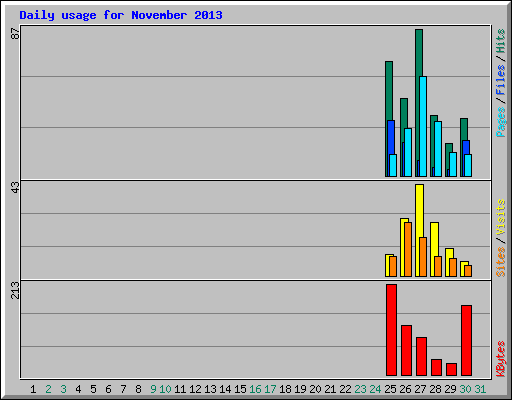 Daily usage for November 2013
87
Pages / Files / Hits
43
Sites / Visits
213
KBytes
1 2 3 4 5 6 7 8 9 10 11 12 13 14 15 16 17 18 19 20 21 22 23 24 25 26 27 28 29 30 31